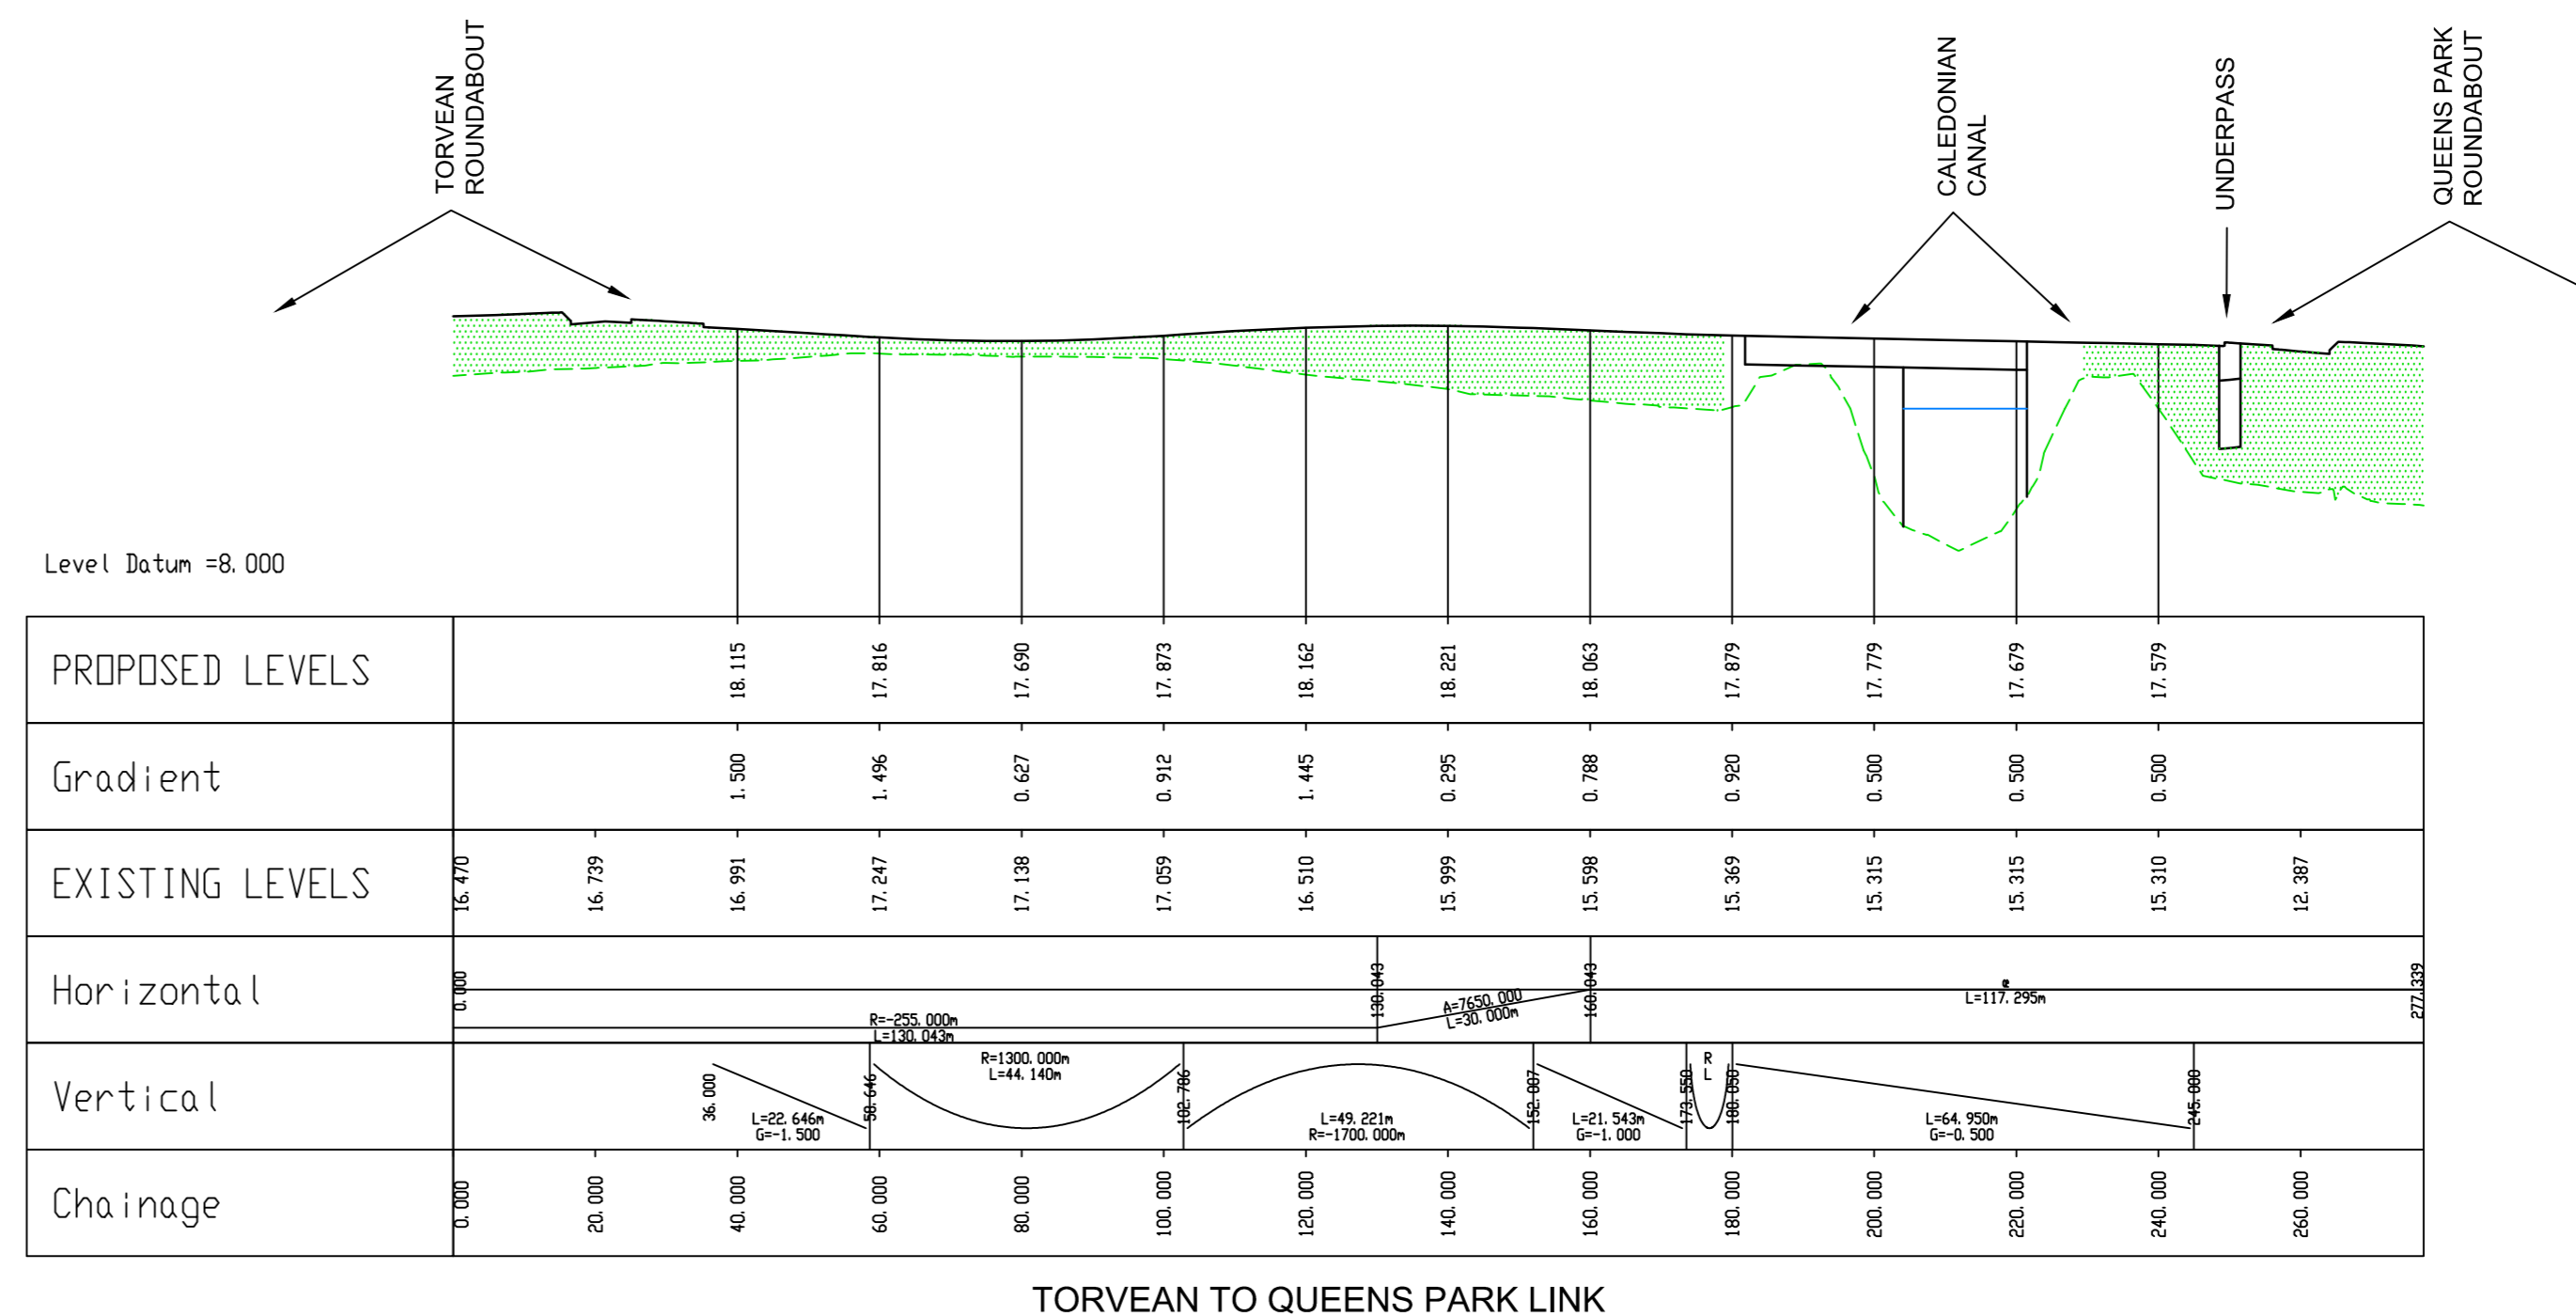 TORVEAN
ROUNDABOUT
CALEDONIAN
CANAL
UNDERPASS
QUEENS PARK
ROUNDABOUT
Level Datum =8.000
PROPOSED LEVELS
18.115
17.816
17.690
17.873
18.162
18.221
18.063
17.879
17.779
17.679
17.579
Gradient
1.500
1.496
0.627
0.912
1.445
0.295
0.788
0.920
0.500
0.500
0.500
EXISTING LEVELS
16.470
16.739
16.991
17.247
17.138
17.059
16.510
15.999
15.598
15.369
15.315
15.315
15.310
12.387
Horizontal
0.000
R=-255.000m
L=130.043m
130.043
A=7650.000
L=30.000m
160.043
L=117.295m
277.339
Vertical
36.000
L=22.646m
G=-1.500
58.646
R=1300.000m
L=44.140m
102.786
L=49.221m
R=-1700.000m
152.007
L=21.543m
G=-1.000
173.550
R
L
180.050
L=64.950m
G=-0.500
245.000
Chainage
0.000
20.000
40.000
60.000
80.000
100.000
120.000
140.000
160.000
180.000
200.000
220.000
240.000
260.000
TORVEAN TO QUEENS PARK LINK